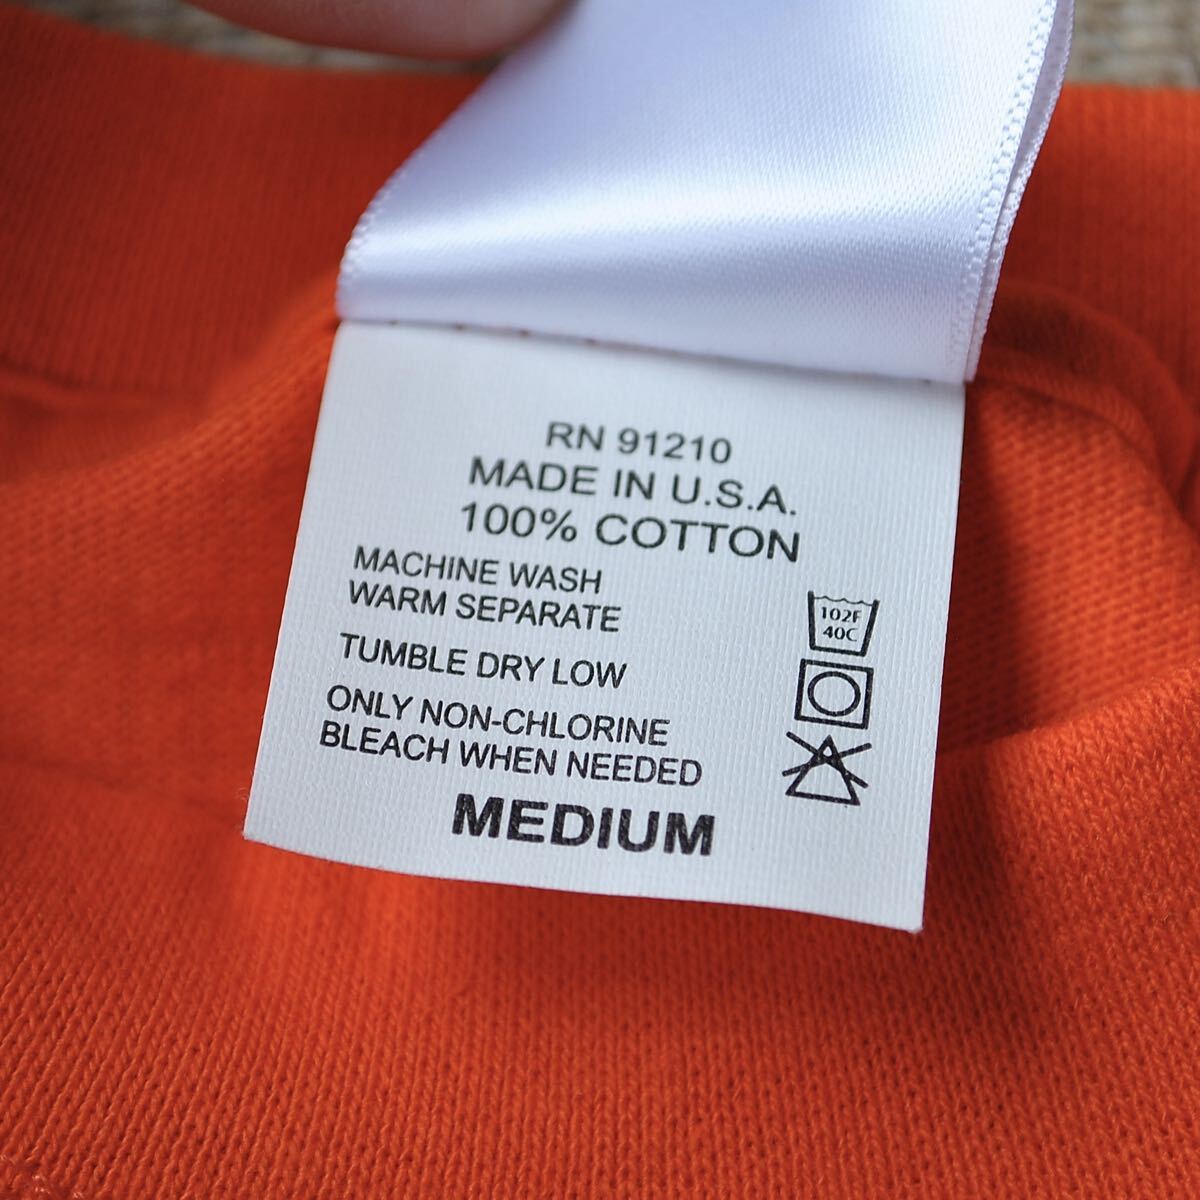 RN 91210
MADE IN U.S.A.
100% COTTON
MACHINE WASH
WARM SEPARATE
TUMBLE DRY LOW
ONLY NON-CHLORINE
BLEACH WHEN NEEDED
102F
40C
MEDIUM